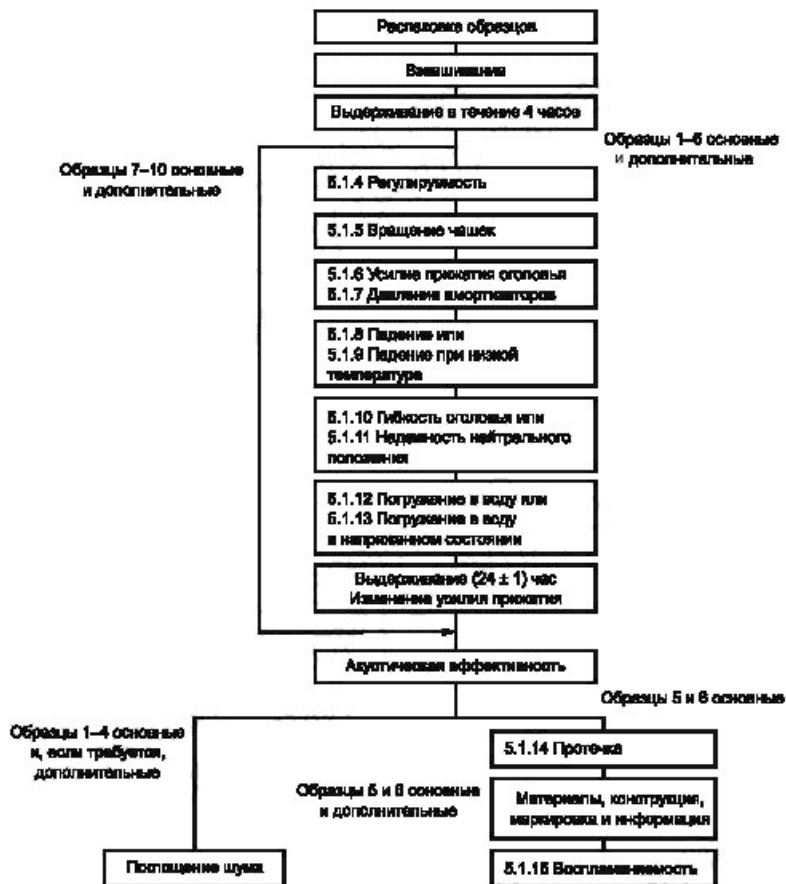 Распаковка образцов
Взвешивание
Выдерживание в течение 4 часов
Образцы 1–6 основные
и дополнительные
Образцы 7–10 основные
и дополнительные
5.1.4 Регулируемость
5.1.5 Вращение чашек
5.1.6 Усилие прижатия оголовья
5.1.7 Давление амортизаторов
5.1.8 Падение или
5.1.9 Падение при низкой
температуре
5.1.10 Гибкость оголовья или
5.1.11 Надежность нейтрального
положения
5.1.12 Погружение в воду или
5.1.13 Погружение в воду
в напряженном состоянии
Выдерживание (24 ± 1) час
Изменение усилия прижатия
Акустическая эффективность
Образцы 5 и 6 основные
Образцы 1–4 основные
и, если требуется,
дополнительные
5.1.14 Протечка
Образцы 5 и 6 основные
и дополнительные
Материалы, конструкция,
маркировка и информация
Поглощение шума
5.1.15 Воспламеняемость